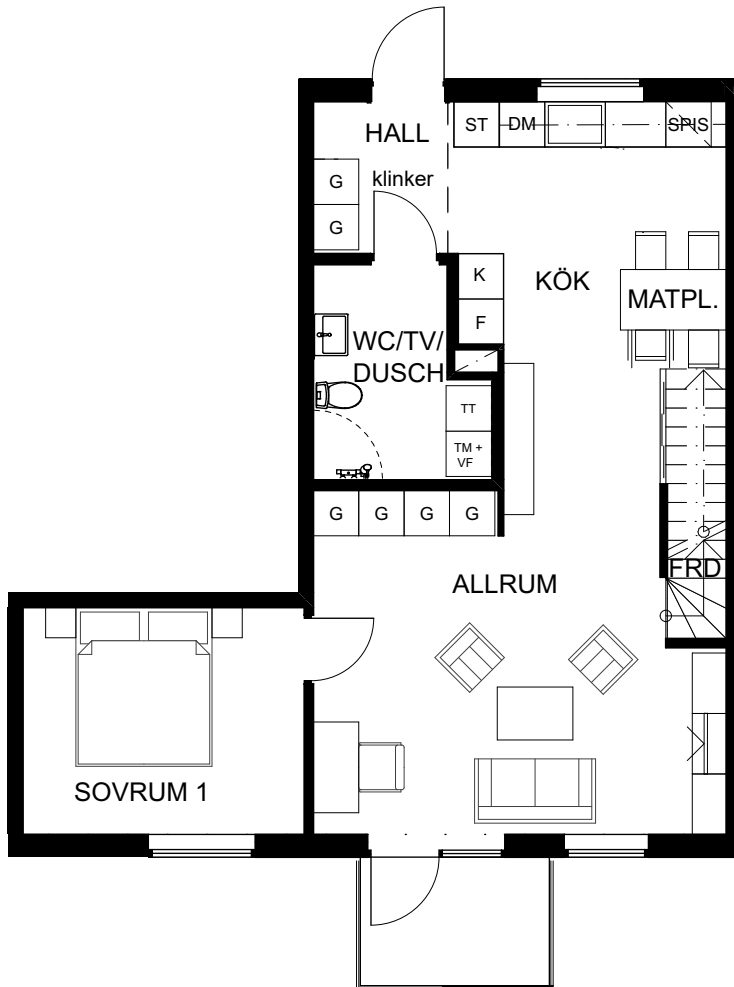 HALL
ST
DM
SPIS
klinker
G
G
K
KÖK
MATPL.
F
WC/TV/
DUSCH
TT
TM +
VF
G
G
G
G
FRD
ALLRUM
SOVRUM 1